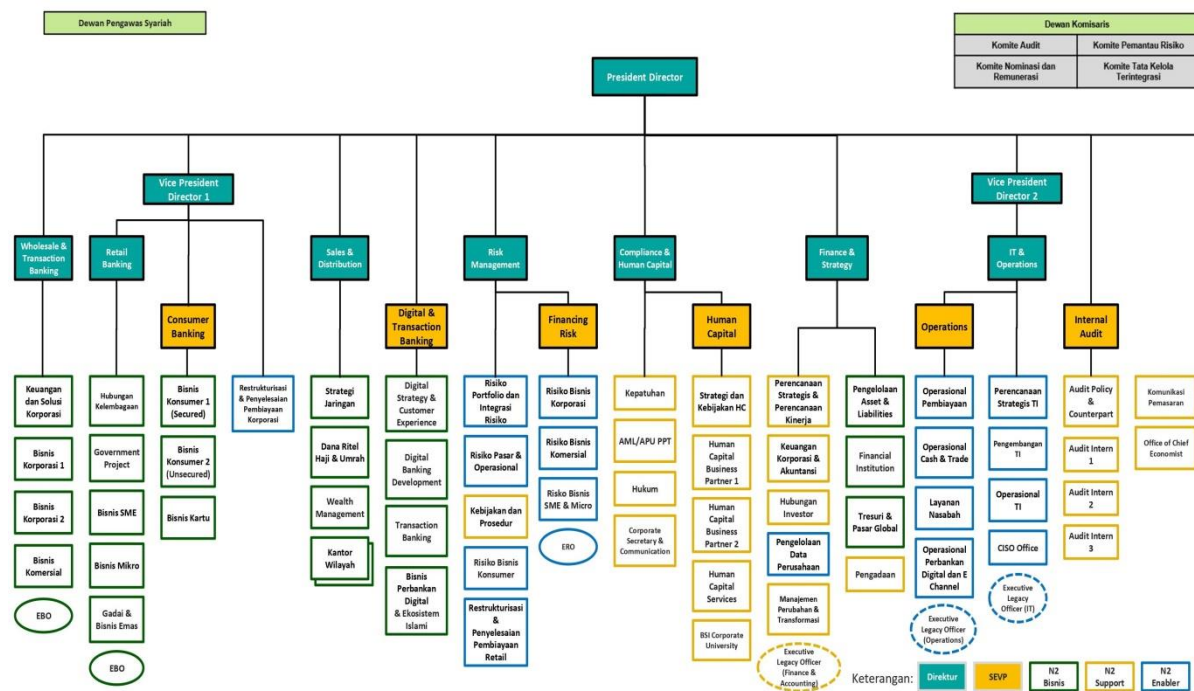 Dewan Pengawas Syariah
Dewan Komisaris
Komite Audit
Komite Pemantau Risiko
Komite Nominasi dan
Remunerasi
Komite Tata Kelola
Terintegrasi
President Director
Vice President
Director 1
Vice President
Director 2
Wholesale &
Transaction
Banking
Retail
Banking
Sales &
Distribution
Risk
Management
Compliance &
Human Capital
Finance &
Strategy
IT &
Operations
Consumer
Banking
Digital &
Transaction
Banking
Financing
Risk
Human
Capital
Operations
Internal
Audit
Keuangan
dan Solusi
Korporasi
Bisnis
Korporasi 1
Bisnis
Korporasi 2
Bisnis
Komersial
EBO
Hubungan
Kelembagaan
Government
Project
Bisnis SME
Bisnis Mikro
Gadai &
Bisnis Emas
EBO
Bisnis
Konsumer 1
(Secured)
Bisnis
Konsumer 2
(Unsecured)
Bisnis Kartu
Restrukturisasi
& Penyelesaian
Pembiayaan
Korporasi
Strategi
Jaringan
Dana Ritel
Haji & Umrah
Wealth
Management
Kantor
Wilayah
Digital
Strategy &
Customer
Experience
Digital
Banking
Development
Transaction
Banking
Bisnis
Perbankan
Digital
& Ekosistem
Islami
Risiko
Portfolio dan
Integrasi
Risiko
Risiko Pasar &
Operasional
Kebijakan dan
Prosedur
Risiko Bisnis
Konsumer
Restrukturisasi
&
Penyelesaian
Pembiayaan
Retail
Risiko Bisnis
Korporasi
Risiko Bisnis
Komersial
Risko Bisnis
SME & Micro
ERO
Kepatuhan
AML/APU PPT
Hukum
Corporate
Secretary &
Communication
Strategi dan
Kebijakan HC
Human
Capital
Business
Partner 1
Human
Capital
Business
Partner 2
Human
Capital
Services
BSI Corporate
University
Perencanaan
Strategis &
Perencanaan
Kinerja
Keuangan
Korporasi &
Akuntansi
Hubungan
Investor
Pengelolaan
Data
Perusahaan
Manajemen
Perubahan &
Transformasi
Executive
Legacy Officer
(Finance &
Accounting)
Pengelolaan
Asset &
Liabilities
Financial
Institution
Tresuri &
Pasar Global
Pengadaan
Operasional
Pembiayaan
Operasional
Cash & Trade
Layanan
Nasabah
Operasional
Perbankan
Digital dan E
Channel
Executive
Legacy Officer
(Operations)
Perencanaan
Strategis TI
Pengembangan
TI
Operasional
TI
CISO Office
Executive
Legacy
Officer (IT)
Audit Policy
&
Counterpart
Audit Intern
1
Audit Intern
2
Audit Intern
3
Komunikasi
Pemasaran
Office of Chief
Economist
Keterangan:
Direktur
SEVP
N2
Bisnis
N2
Support
N2
Enabler